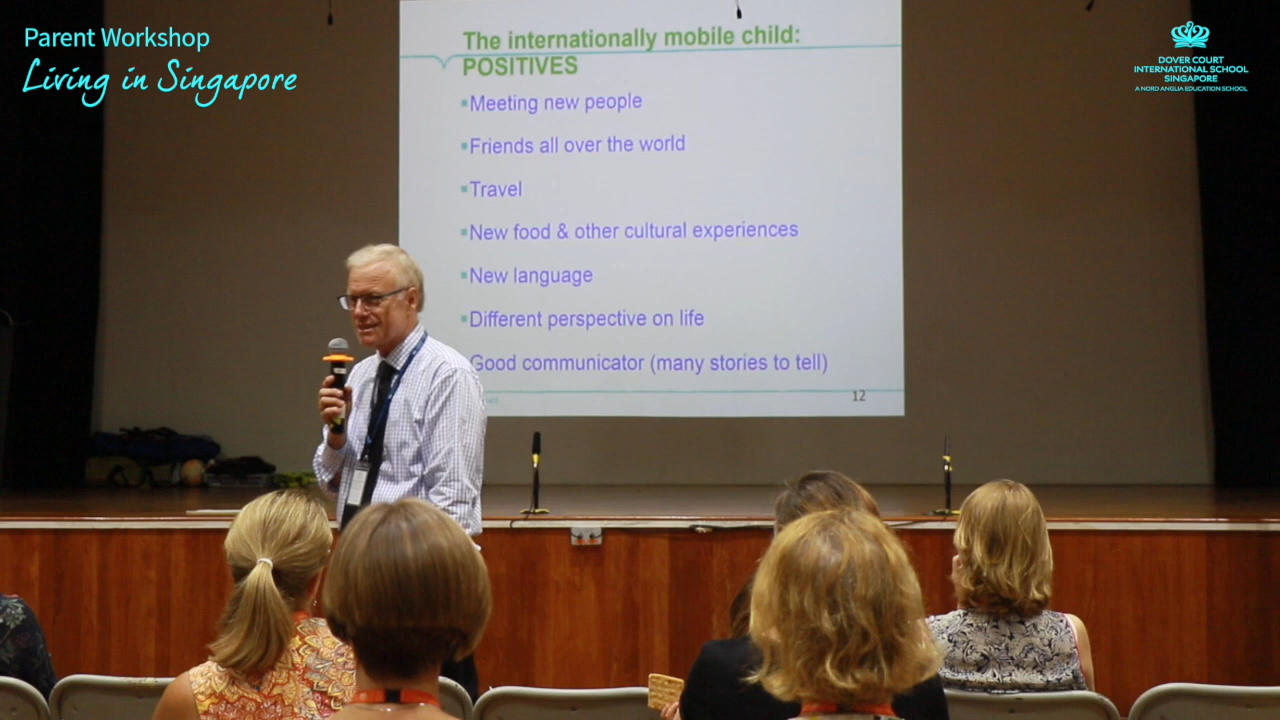 Parent Workshop
Living in Singapore
DOVER COURT
INTERNATIONAL SCHOOL
SINGAPORE
A NORD ANGLIA EDUCATION SCHOOL
The internationally mobile child:
POSITIVES
▪Meeting new people
▪Friends all over the world
▪Travel
▪New food & other cultural experiences
▪New language
▪Different perspective on life
Good communicator (many stories to tell)
12